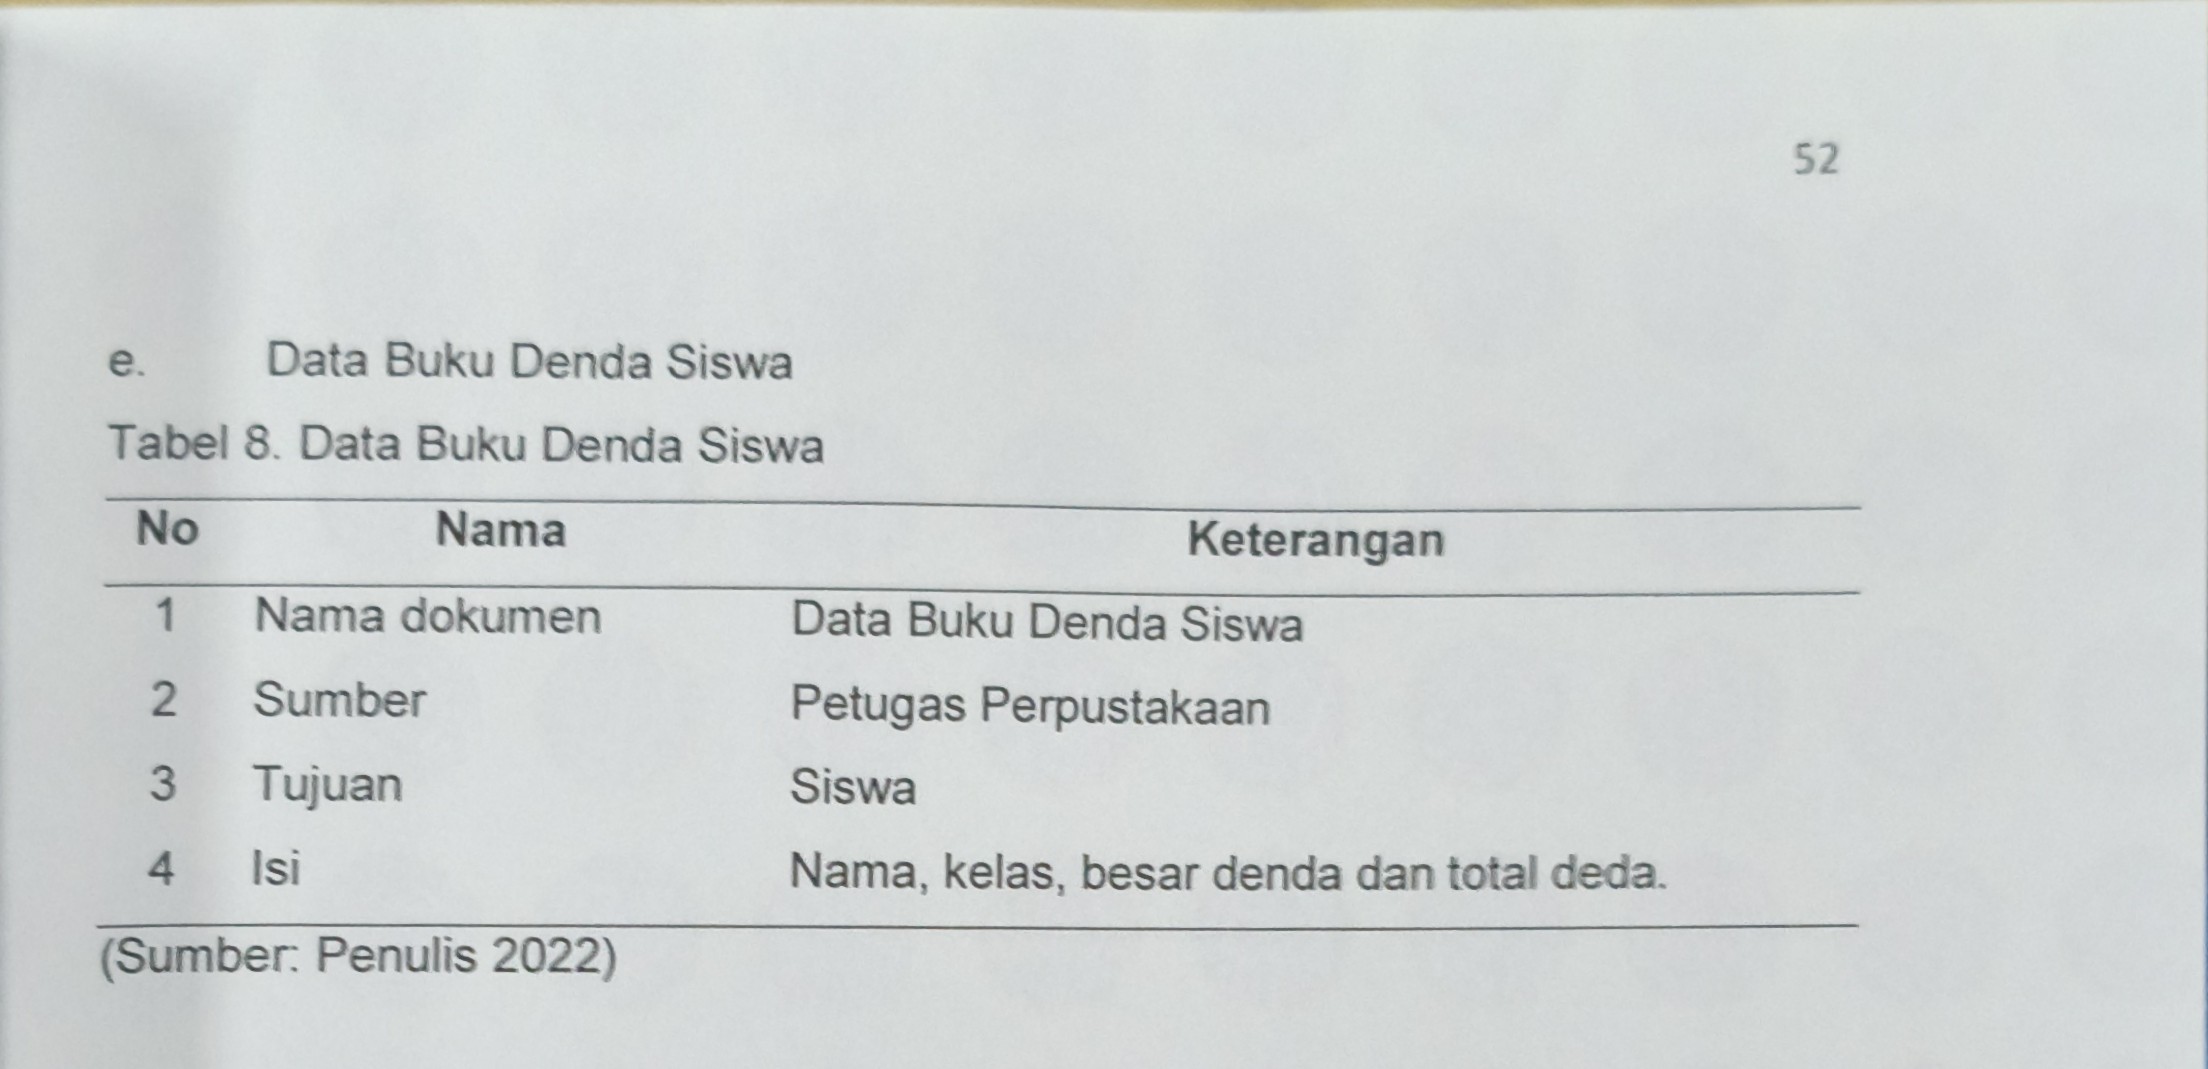 52
e. Data Buku Denda Siswa
Tabel 8. Data Buku Denda Siswa
No Nama Keterangan
1 Nama dokumen Data Buku Denda Siswa
2 Sumber Petugas Perpustakaan
3 Tujuan Siswa
4 Isi Nama, kelas, besar denda dan total deda.
(Sumber: Penulis 2022)